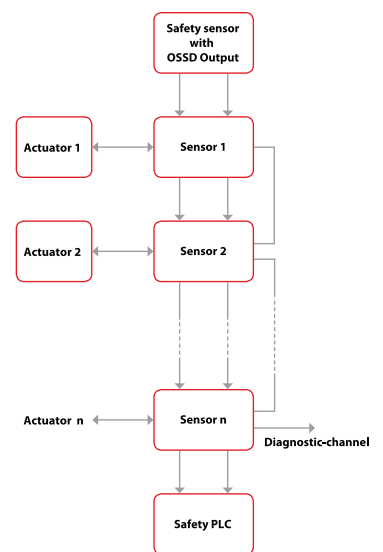 Safety sensor
with
OSSD Output
Actuator 1
Sensor 1
Actuator 2
Sensor 2
Actuator n
Sensor n
Diagnostic-channel
Safety PLC